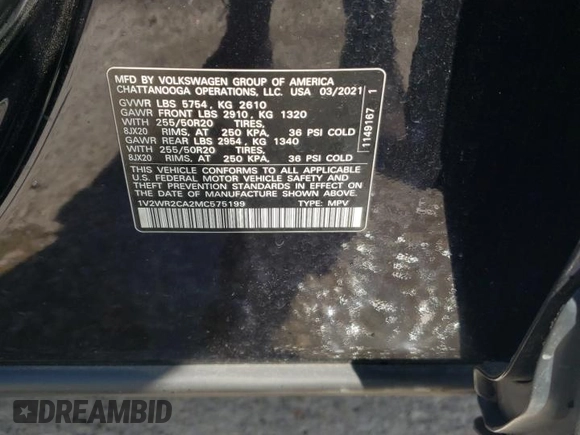 MFD BY VOLKSWAGEN GROUP OF AMERICA
CHATTANOOGA OPERATIONS, LLC. USA 03/2021
GVWR LBS 5754, KG 2610
GAWR FRONT LBS 2910, KG 1320
WITH 255/50R20 TIRES,
8JX20 RIMS, AT 250 KPA, 36 PSI COLD
GAWR REAR LBS 2954, KG 1340
WITH 255/50R20 TIRES,
8JX20 RIMS, AT 250 KPA, 36 PSI COLD
THIS VEHICLE CONFORMS TO ALL APPLICABLE
U.S. FEDERAL MOTOR VEHICLE SAFETY AND
THEFT PREVENTION STANDARDS IN EFFECT ON
THE DATE OF MANUFACTURE SHOWN ABOVE.
1V2WR2CA2MC575199 TYPE: MPV
1149167 1
DREAMBID